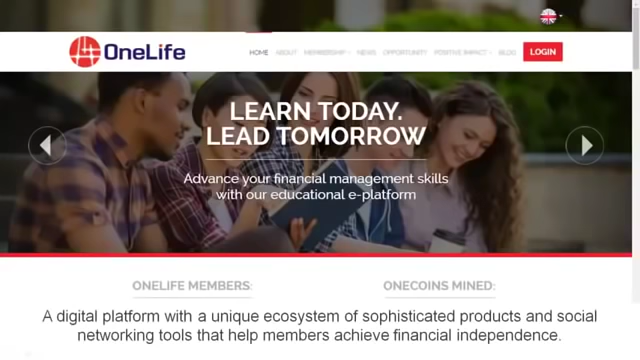 OneLife
HOME ABOUT MEMBERSHIP NEWS OPPORTUNITY POSITIVE IMPACT BLOG LOGIN
LEARN TODAY.
LEAD TOMORROW
Advance your financial management skills
with our educational e-platform
ONELIFE MEMBERS: ONECOINS MINED:
A digital platform with a unique ecosystem of sophisticated products and social
networking tools that help members achieve financial independence.